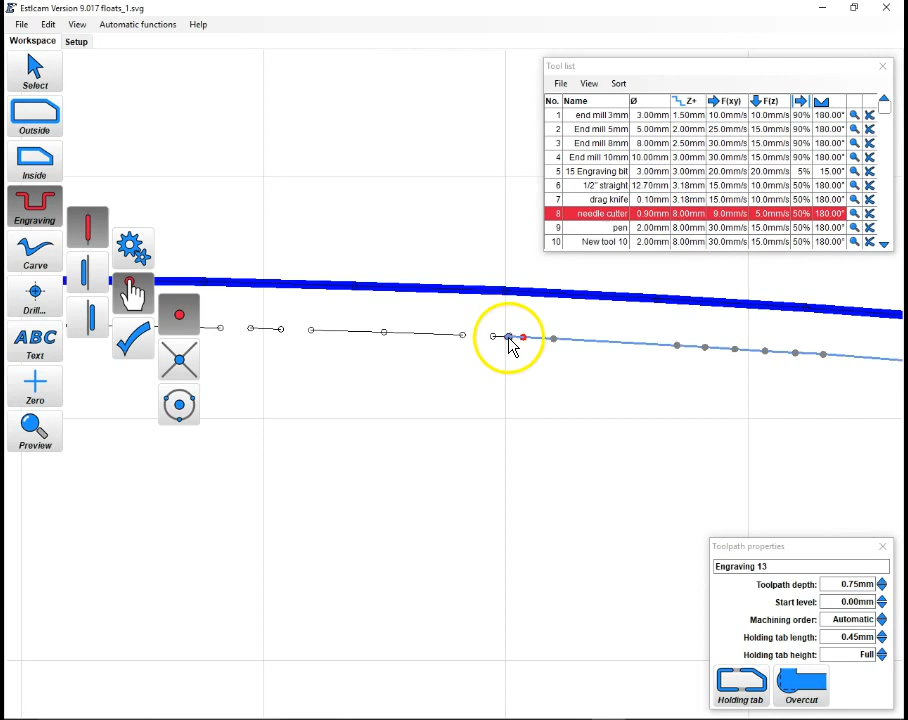 Estlcam Version 9.017 floats_1.svg
File Edit View Automatic functions Help
Workspace Setup
Select
Outside
Inside
Engraving
Carve
Drill...
ABC
Text
Zero
Preview
Tool list
File View Sort
No. Name Ø Z+ F(xy) F(z)
1 end mill 3mm 3.00mm 1.50mm 10.0mm/s 10.0mm/s 90% 180.00°
2 End mill 5mm 5.00mm 2.00mm 25.0mm/s 15.0mm/s 90% 180.00°
3 End mill 8mm 8.00mm 2.50mm 30.0mm/s 15.0mm/s 90% 180.00°
4 End mill 10mm 10.00mm 3.00mm 30.0mm/s 15.0mm/s 90% 180.00°
5 15 Engraving bit 3.00mm 3.00mm 20.0mm/s 20.0mm/s 5% 15.00°
6 1/2" straight 12.70mm 3.18mm 15.0mm/s 10.0mm/s 50% 180.00°
7 drag knife 0.10mm 3.18mm 15.0mm/s 15.0mm/s 50% 180.00°
8 needle cutter 0.90mm 8.00mm 9.0mm/s 5.0mm/s 50% 180.00°
9 pen 2.00mm 8.00mm 30.0mm/s 15.0mm/s 50% 180.00°
10 New tool 10 2.00mm 8.00mm 30.0mm/s 15.0mm/s 50% 180.00°
Toolpath properties
Engraving 13
Toolpath depth: 0.75mm
Start level: 0.00mm
Machining order: Automatic
Holding tab length: 0.45mm
Holding tab height: Full
Holding tab Overcut